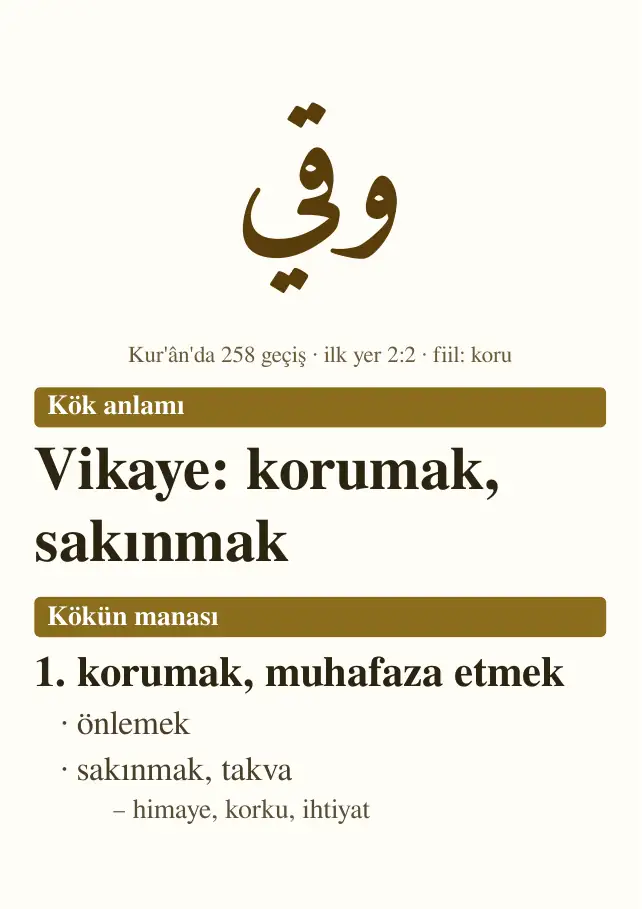 وقي
Kur'ân'da 258 geçiş · ilk yer 2:2 · fiil: koru
Kök anlamı
Vikaye: korumak,
sakınmak
Kökün manası
1. korumak, muhafaza etmek
· önlemek
· sakınmak, takva
– himaye, korku, ihtiyat